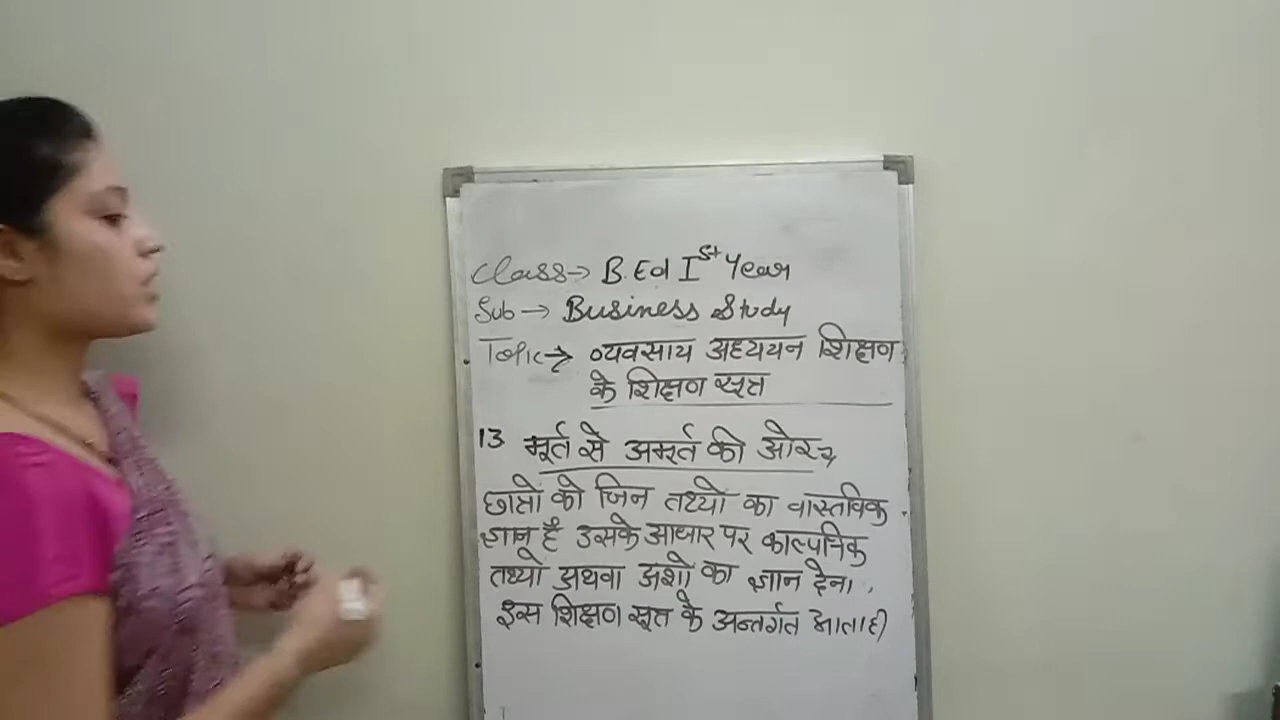 Class→ B.Ed Iˢᵗ Year
Sub → Business Study
Topic→ व्यवसाय अध्ययन शिक्षण
के शिक्षण सूत्र
13 मूर्त से अमूर्त की ओर
छात्रो को जिन तथ्यो का वास्तविक
ज्ञान है उसके आधार पर काल्पनिक
तथ्यो अथवा अंशो का ज्ञान देना,
इस शिक्षण सूत्र के अन्तर्गत आता है)